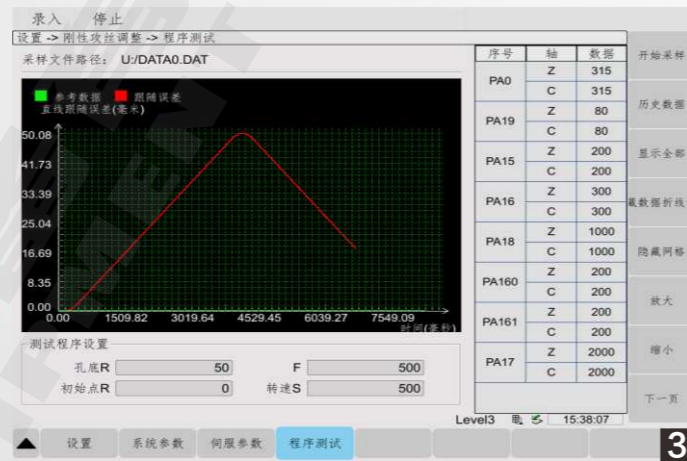 录入 停止
设置 -> 刚性攻丝调整 -> 程序测试
采样文件路径: U:/DATA0.DAT
参考数据 跟随误差
直线跟随误差(毫米)
50.08
41.73
33.39
25.04
16.69
8.35
0.00
0.00 1509.82 3019.64 4529.45 6039.27 7549.09
时间(毫秒)
测试程序设置
孔底R 50 F 500
初始点R 0 转速S 500
序号 轴 数据
PA0 Z 315
C 315
PA19 Z 80
C 80
PA15 Z 200
C 200
PA16 Z 300
C 300
PA18 Z 1000
C 1000
PA160 Z 200
C 200
PA161 Z 200
C 200
PA17 Z 2000
C 2000
开始采样
历史数据
显示全部
藏数据折线
隐藏网格
放大
缩小
下一页
Level3 15:38:07
设置 系统参数 伺服参数 程序测试
3